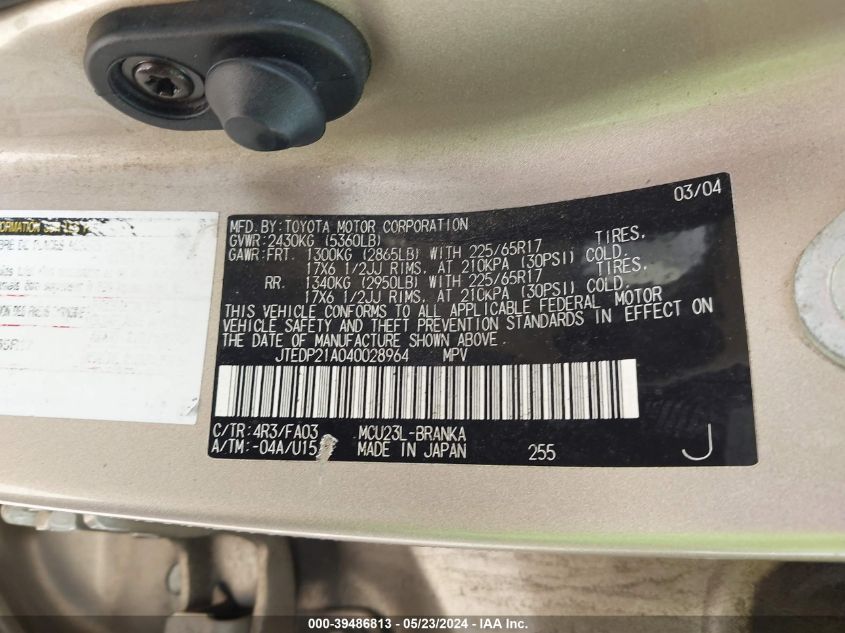 03/04
MFD. BY: TOYOTA MOTOR CORPORATION
GVWR: 2430KG (5360LB)
GAWR: FRT. 1300KG (2865LB) WITH 225/65R17 TIRES.
17X6 1/2JJ RIMS, AT 210KPA (30PSI) COLD.
RR. 1340KG (2950LB) WITH 225/65R17 TIRES.
17X6 1/2JJ RIMS, AT 210KPA (30PSI) COLD.
THIS VEHICLE CONFORMS TO ALL APPLICABLE FEDERAL MOTOR
VEHICLE SAFETY AND THEFT PREVENTION STANDARDS IN EFFECT ON
THE DATE OF MANUFACTURE SHOWN ABOVE.
JTEDP21A040028964 MPV
C/TR: 4R3/FA03 MCU23L-BRANKA
A/TM: -04A/U15 MADE IN JAPAN 255 J
000-39486813 - 05/23/2024 - IAA Inc.